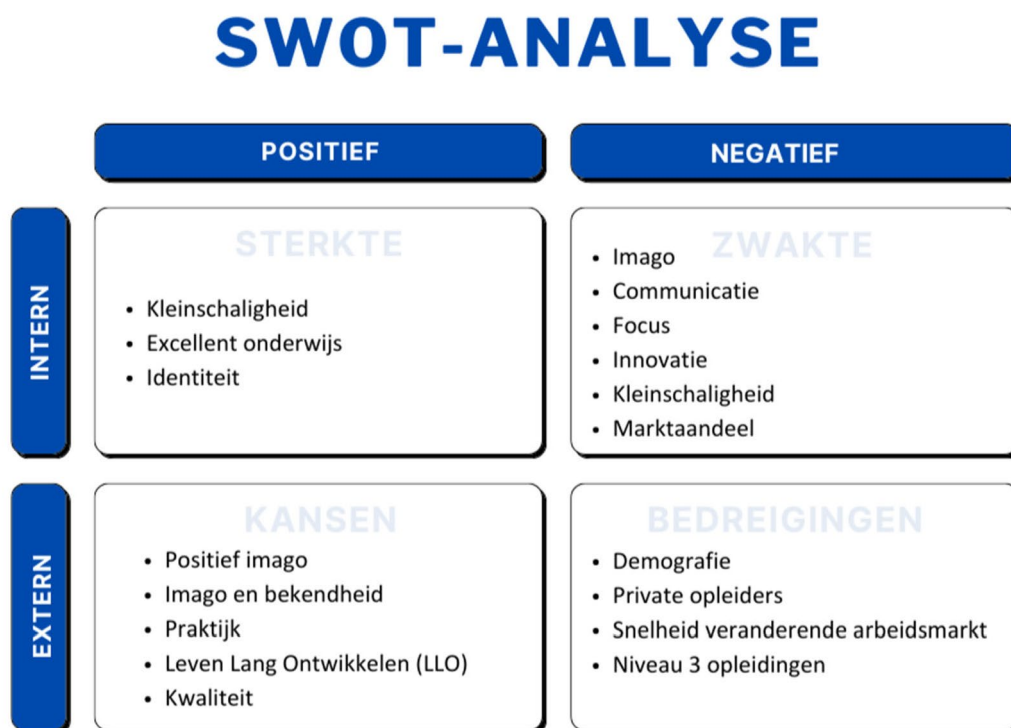 SWOT-ANALYSE
POSITIEF
NEGATIEF
INTERN
STERKTE
• Kleinschaligheid
• Excellent onderwijs
• Identiteit
ZWAKTE
• Imago
• Communicatie
• Focus
• Innovatie
• Kleinschaligheid
• Marktaandeel
EXTERN
KANSEN
• Positief imago
• Imago en bekendheid
• Praktijk
• Leven Lang Ontwikkelen (LLO)
• Kwaliteit
BEDREIGINGEN
• Demografie
• Private opleiders
• Snelheid veranderende arbeidsmarkt
• Niveau 3 opleidingen